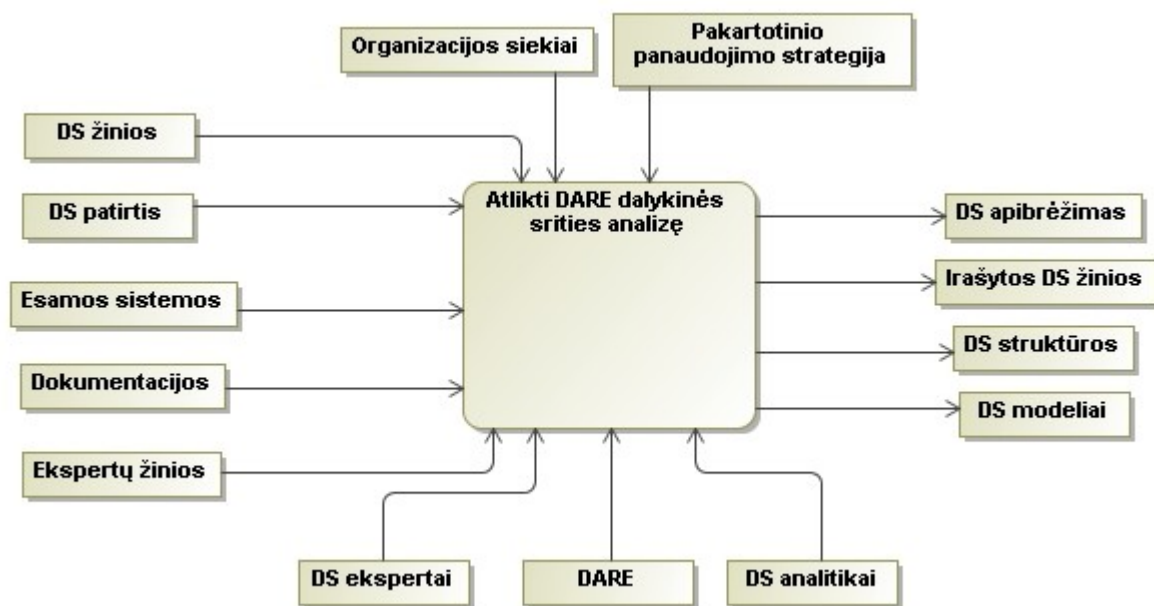 Organizacijos siekiai
Pakartotinio
panaudojimo strategija
DS žinios
DS patirtis
Esamos sistemos
Dokumentacijos
Ekspertų žinios
Atlikti DARE dalykinės
srities analizę
DS apibrėžimas
Irašytos DS žinios
DS struktūros
DS modeliai
DS ekspertai
DARE
DS analitikai